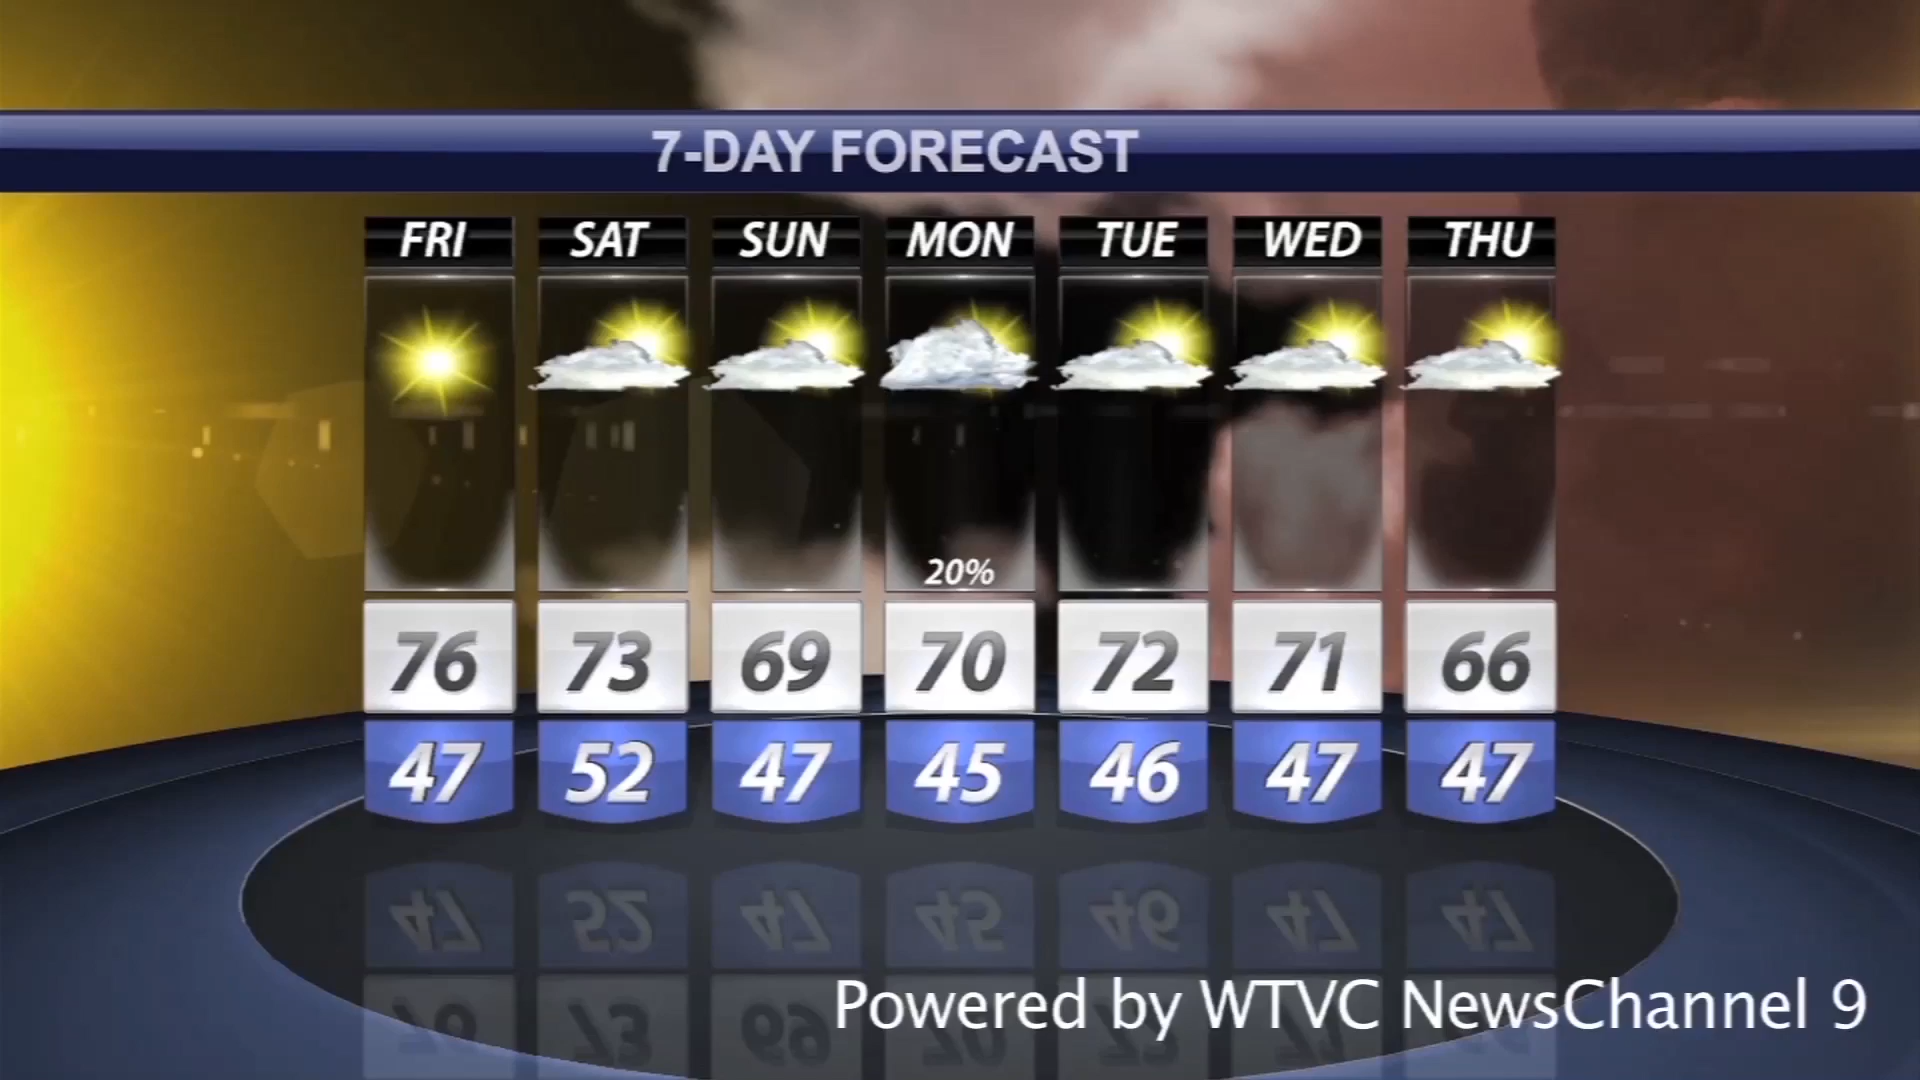 7-DAY FORECAST
FRI SAT SUN MON TUE WED THU
20%
76 73 69 70 72 71 66
47 52 47 45 46 47 47
Powered by WTVC NewsChannel 9